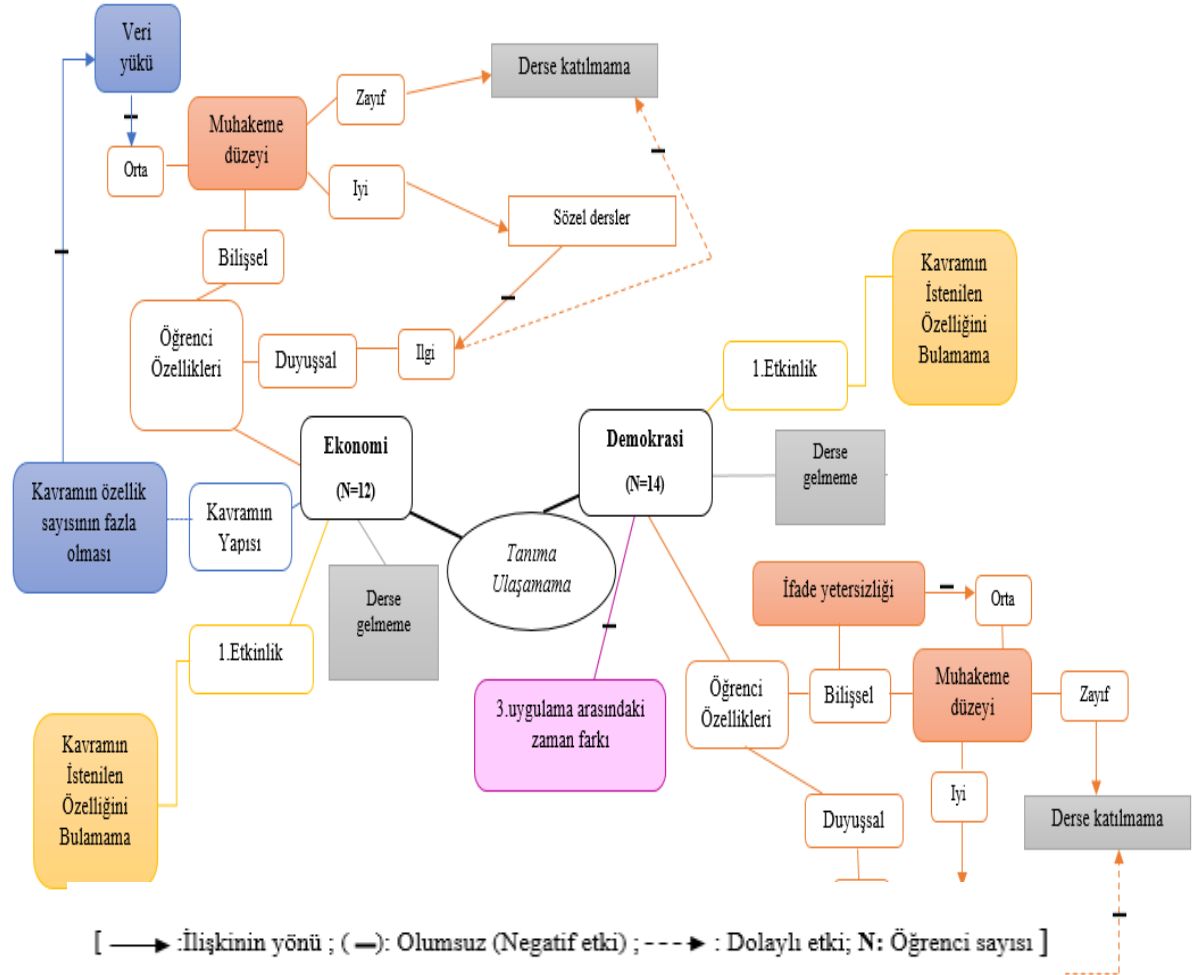 Veri
yükü
Derse katılmama
Zayıf
Muhakeme
düzeyi
Orta
Iyi
Sözel dersler
Bilişsel
Kavramın
İstenilen
Özelliğini
Bulamama
Öğrenci
Özellikleri
Duyuşsal
Ilgi
1.Etkinlik
Ekonomi
(N=12)
Demokrasi
(N=14)
Derse
gelmeme
Kavramın özellik
sayısının fazla
olması
Kavramın
Yapısı
Tanıma
Ulaşamama
Derse
gelmeme
İfade yetersizliği
Orta
1.Etkinlik
3.uygulama arasındaki
zaman farkı
Öğrenci
Özellikleri
Bilişsel
Muhakeme
düzeyi
Zayıf
Kavramın
İstenilen
Özelliğini
Bulamama
Iyi
Duyuşsal
Derse katılmama
[ ⟶ :İlişkinin yönü ; ( −): Olumsuz (Negatif etki) ; ----➤ : Dolaylı etki; N: Öğrenci sayısı ]